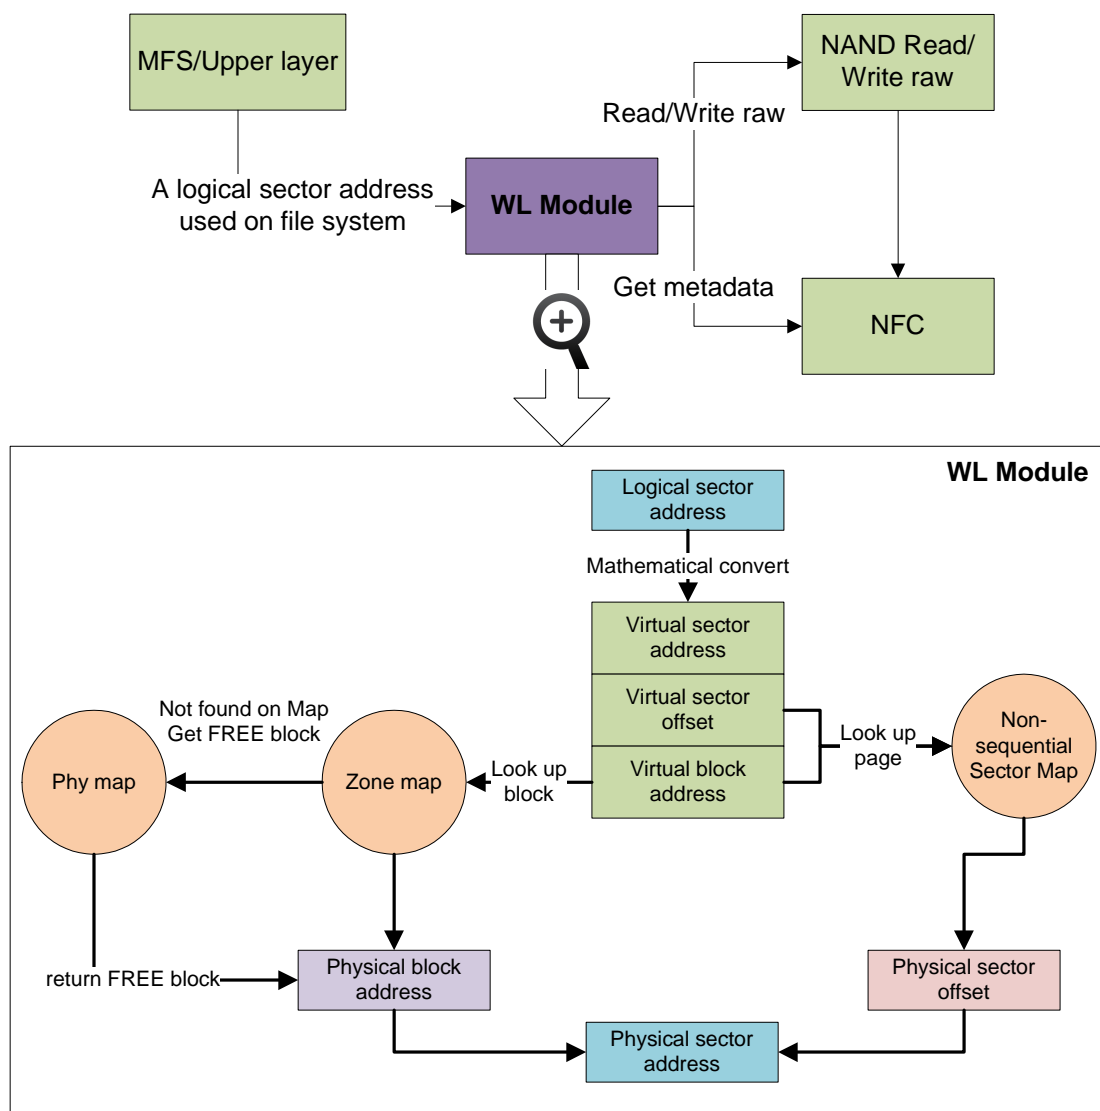 MFS/Upper layer
NAND Read/
Write raw
Read/Write raw
A logical sector address
used on file system
WL Module
Get metadata
NFC
WL Module
Logical sector
address
Mathematical convert
Virtual sector
address
Virtual sector
offset
Virtual block
address
Not found on Map
Get FREE block
Phy map
Zone map
Look up
block
Look up
page
Non-
sequential
Sector Map
return FREE block
Physical block
address
Physical sector
offset
Physical sector
address